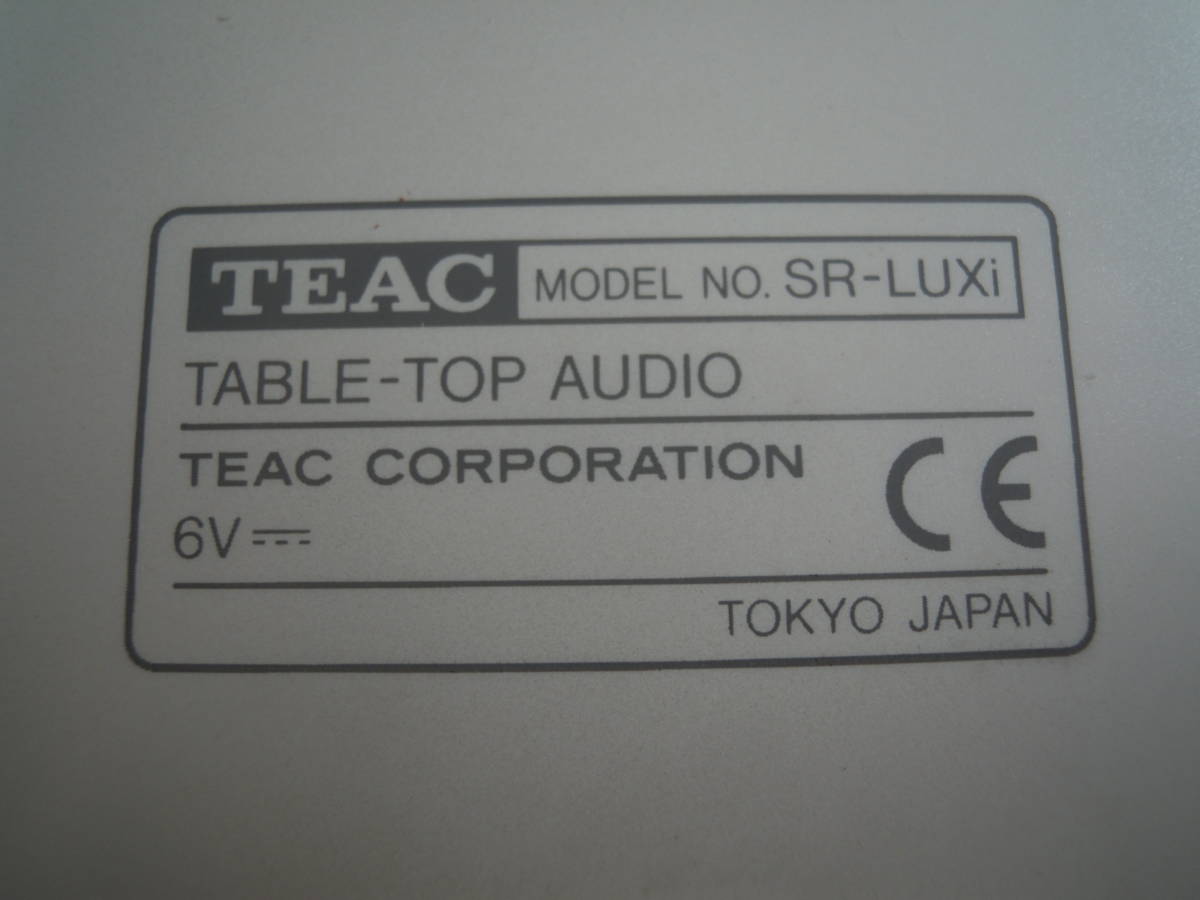 TEAC MODEL NO. SR-LUXi
TABLE-TOP AUDIO
TEAC CORPORATION
6V ⎓ CE
TOKYO JAPAN